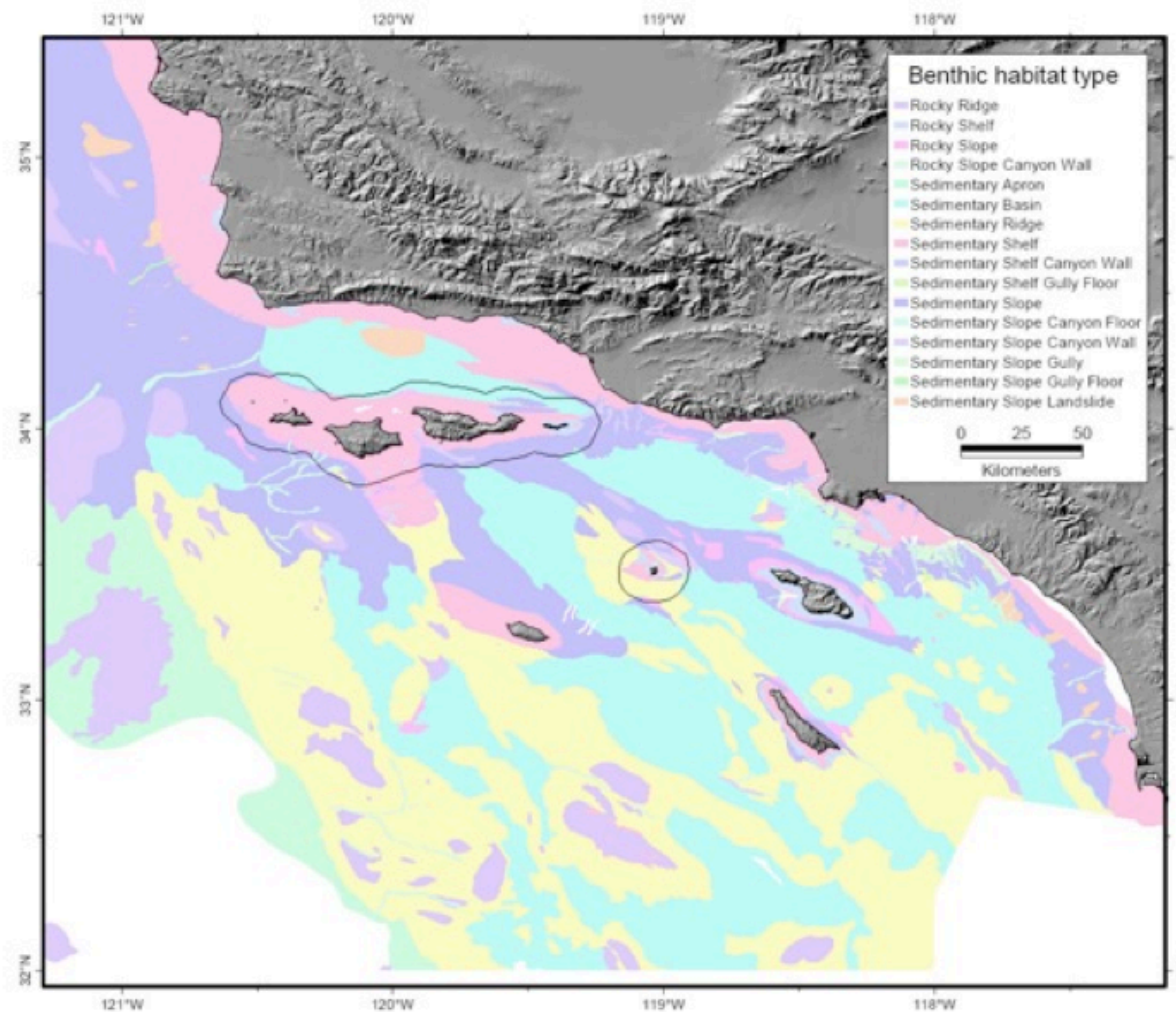 121°W 120°W 119°W 118°W
Benthic habitat type
Rocky Ridge
Rocky Shelf
Rocky Slope
Rocky Slope Canyon Wall
Sedimentary Apron
Sedimentary Basin
Sedimentary Ridge
Sedimentary Shelf
Sedimentary Shelf Canyon Wall
Sedimentary Shelf Gully Floor
Sedimentary Slope
Sedimentary Slope Canyon Floor
Sedimentary Slope Canyon Wall
Sedimentary Slope Gully
Sedimentary Slope Gully Floor
Sedimentary Slope Landslide
0 25 50
Kilometers
35°N
34°N
33°N
32°N
121°W 120°W 119°W 118°W